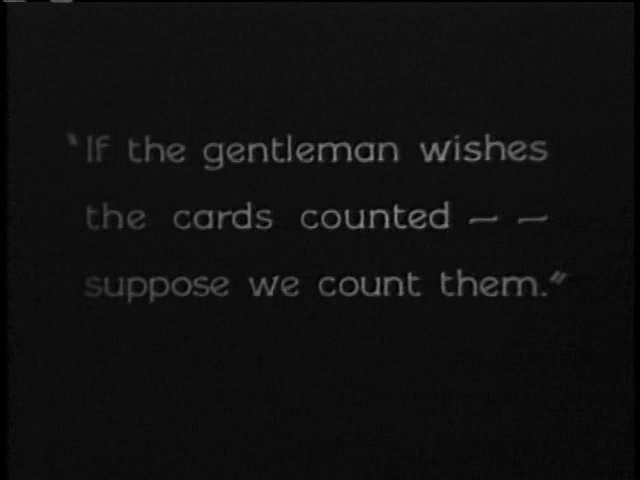 "If the gentleman wishes
the cards counted — —
suppose we count them."